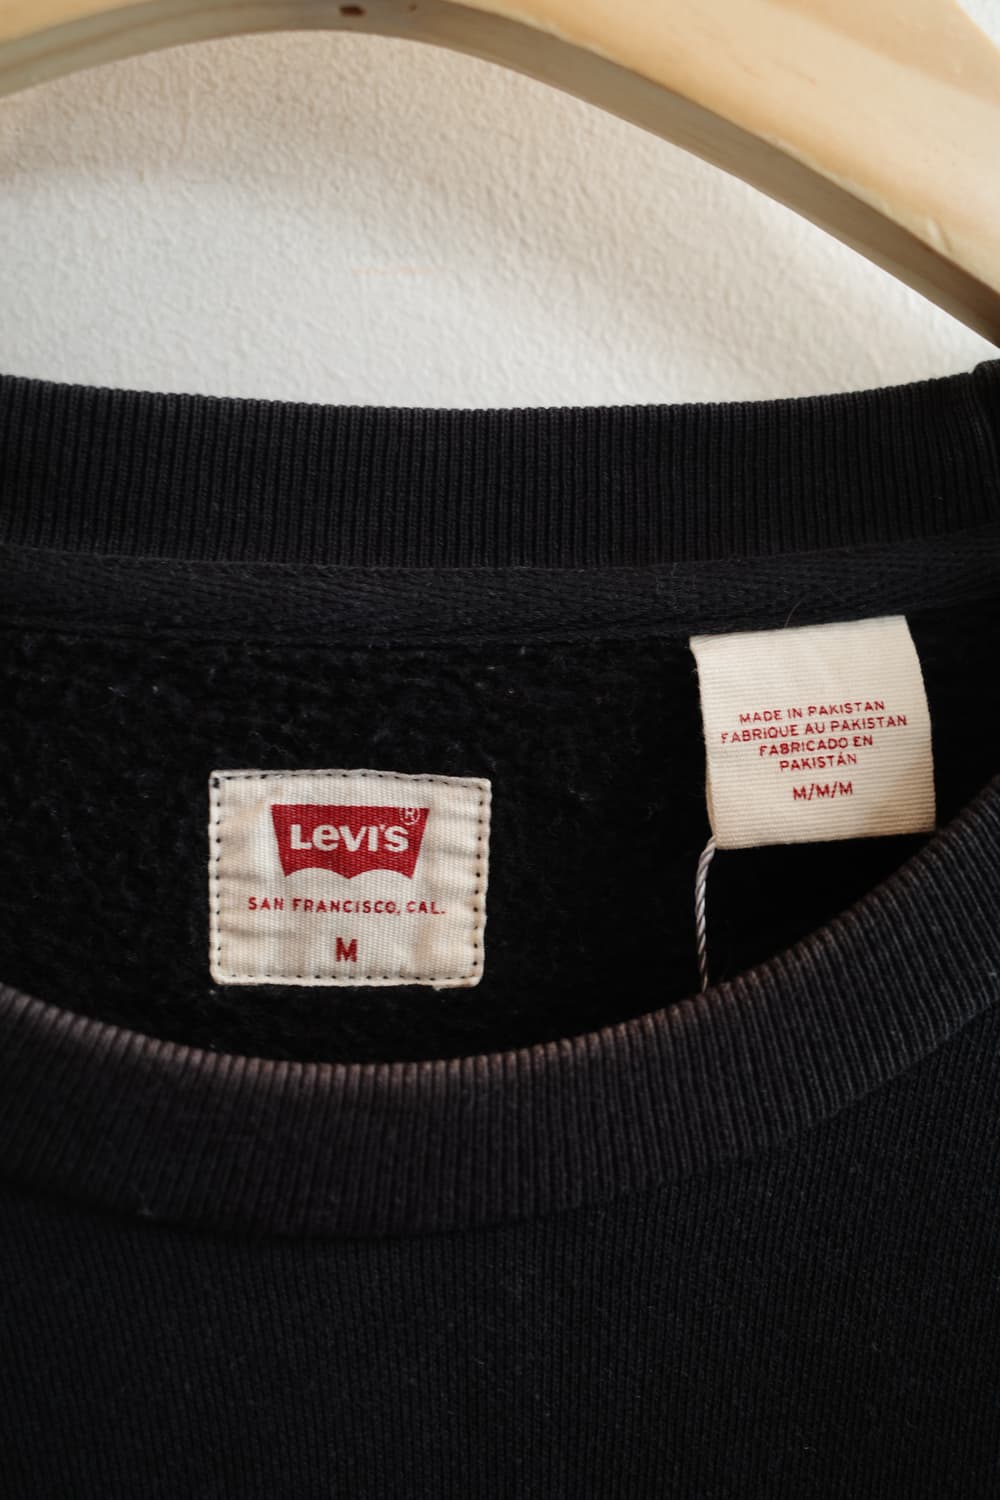 LEVI'S®
SAN FRANCISCO, CAL.
M
MADE IN PAKISTAN
FABRIQUE AU PAKISTAN
FABRICADO EN
PAKISTÁN
M/M/M